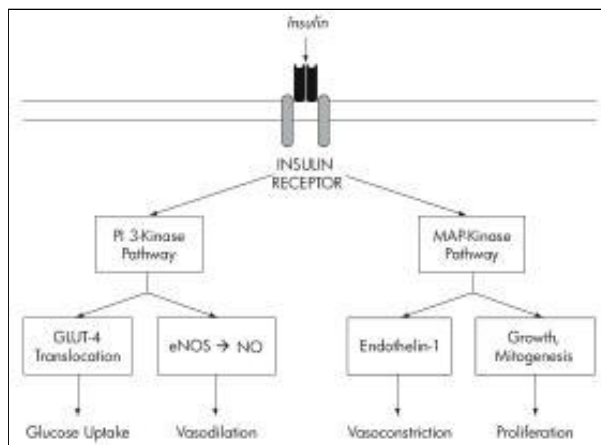 Insulin
INSULIN
RECEPTOR
PI 3-Kinase
Pathway
MAP-Kinase
Pathway
GLUT-4
Translocation
eNOS → NO
Endothelin-1
Growth,
Mitogenesis
Glucose Uptake
Vasodilation
Vasoconstriction
Proliferation